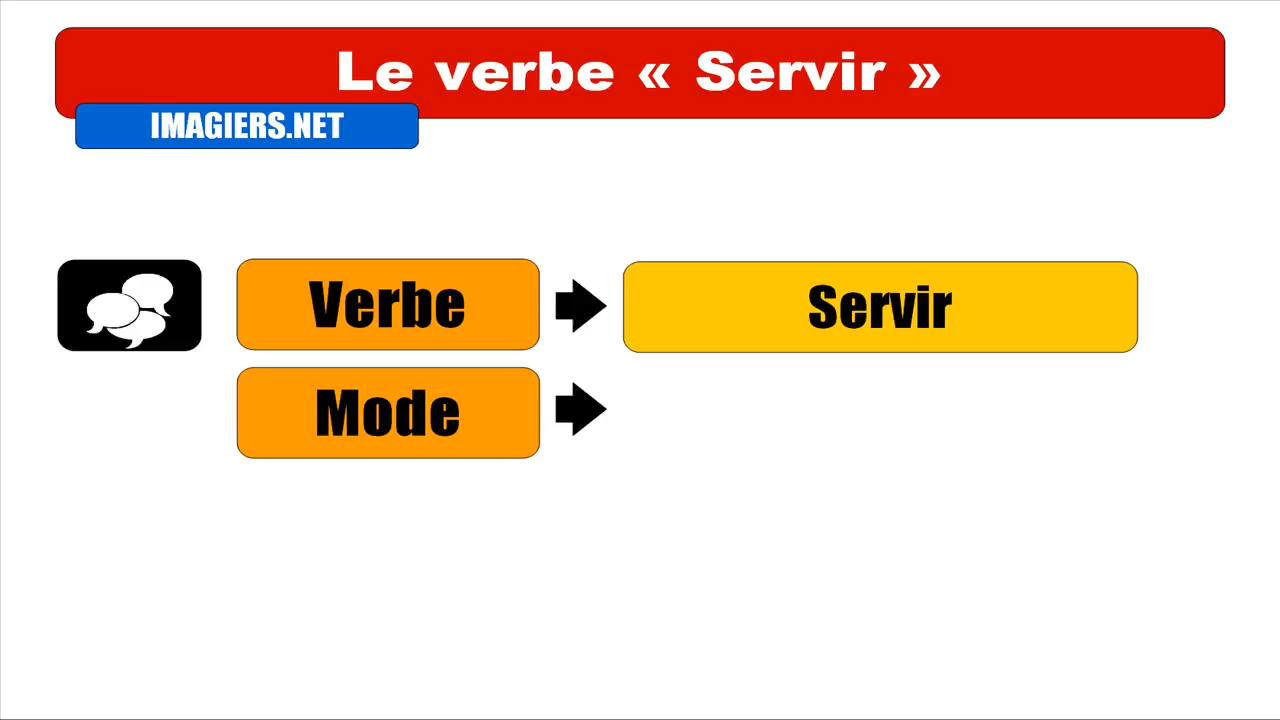 Le verbe « Servir »
IMAGIERS.NET
Verbe
Servir
Mode